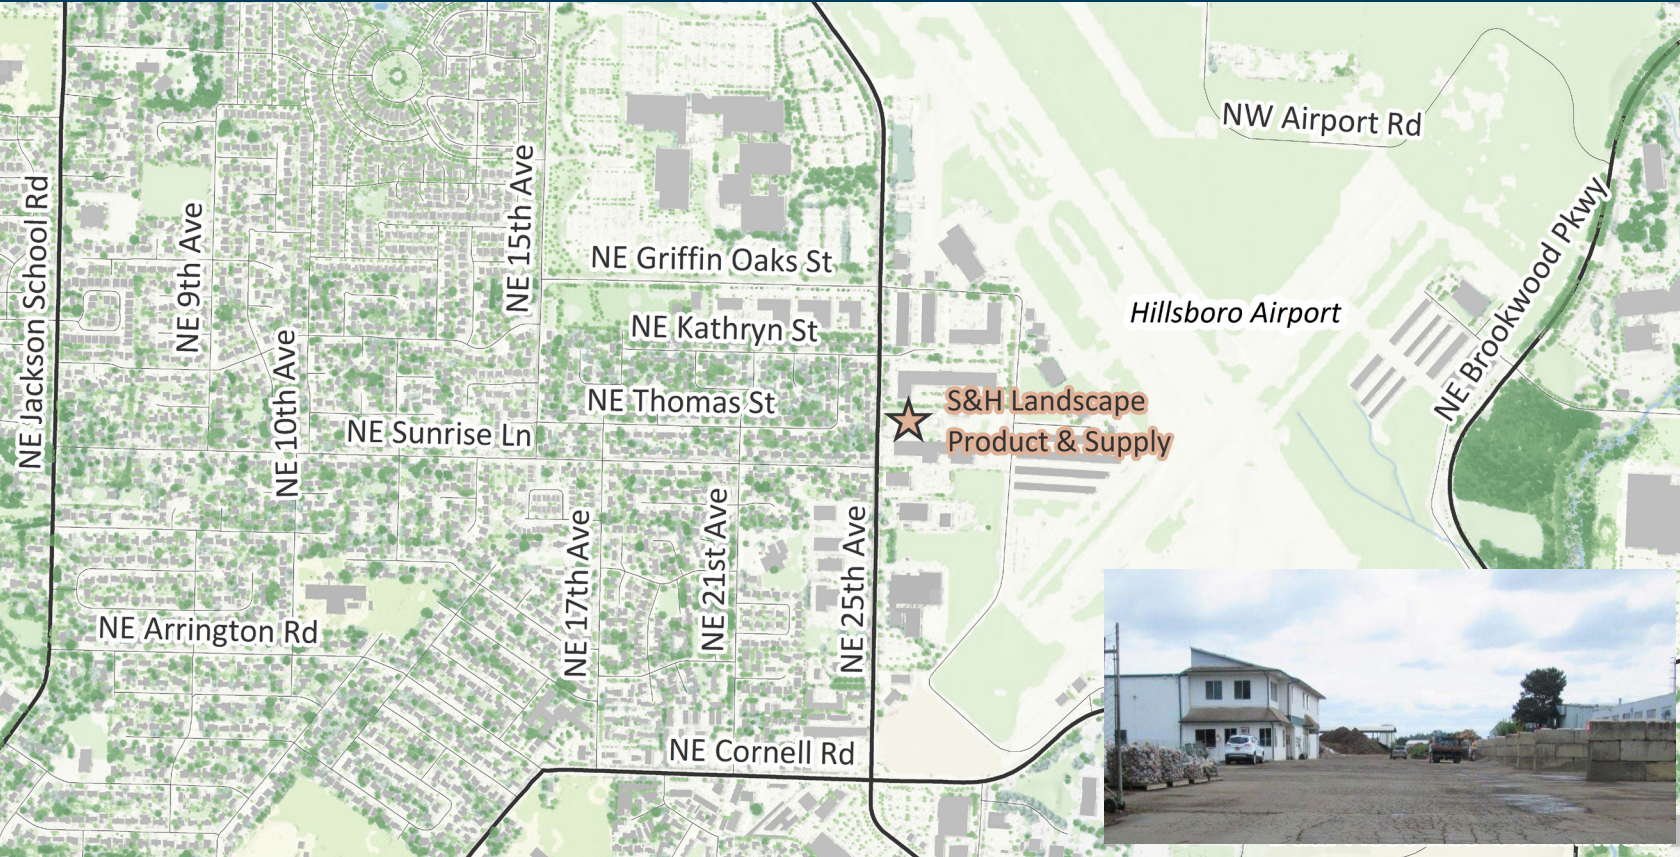 NW Airport Rd
NE Jackson School Rd
NE 9th Ave
NE 15th Ave
NE Griffin Oaks St
NE Brookwood Pkwy
Hillsboro Airport
NE Kathryn St
NE 10th Ave
NE Thomas St
S&H Landscape
Product & Supply
NE Sunrise Ln
NE 17th Ave
NE 21st Ave
NE 25th Ave
NE Arrington Rd
NE Cornell Rd